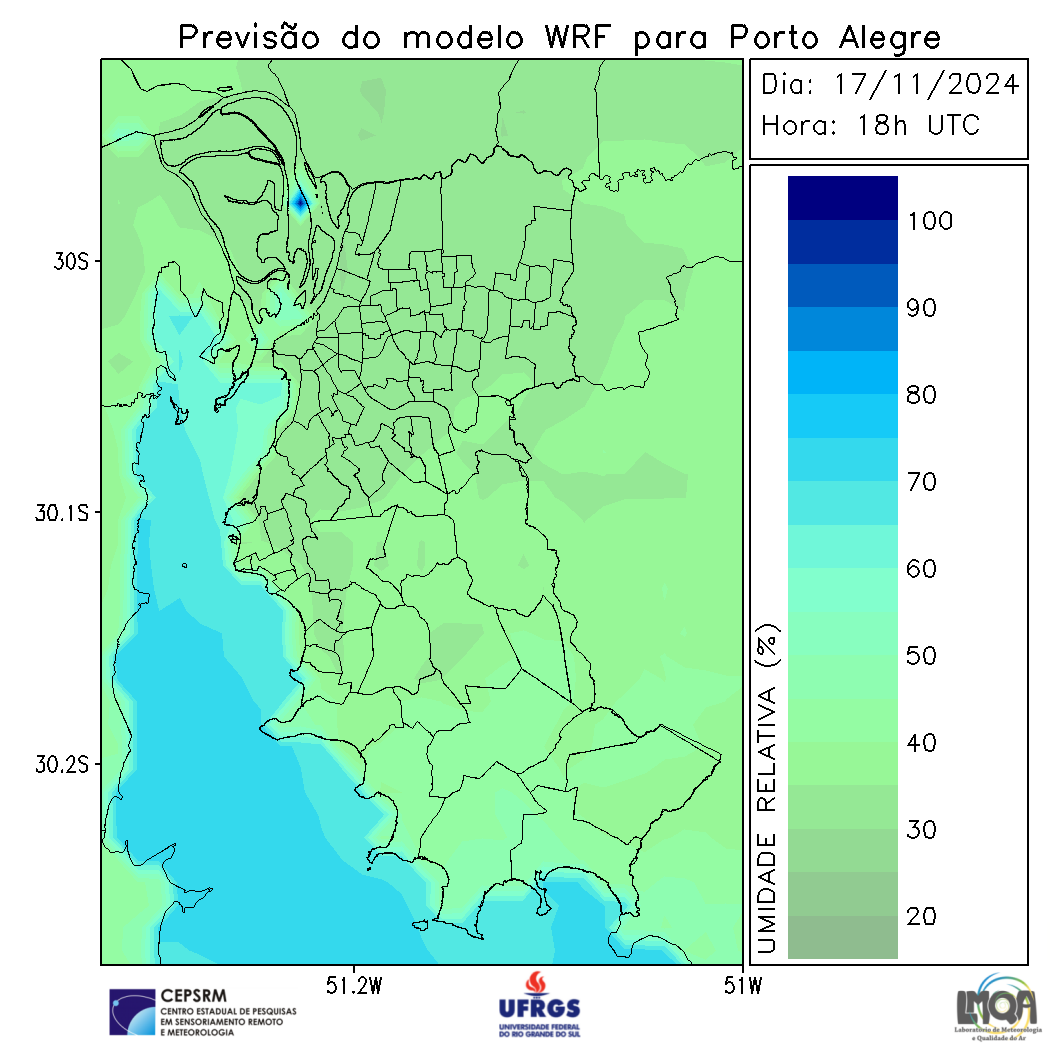 Previsão do modelo WRF para Porto Alegre
Dia: 17/11/2024
Hora: 18h UTC
30S
30.1S
30.2S
51.2W
51W
100
90
80
70
60
50
40
30
20
UMIDADE RELATIVA (%)
CEPSRM
CENTRO ESTADUAL DE PESQUISAS
EM SENSORIAMENTO REMOTO
E METEOROLOGIA
UFRGS
UNIVERSIDADE FEDERAL
DO RIO GRANDE DO SUL
LMQA
Laboratório de Meteorologia
e Qualidade do Ar